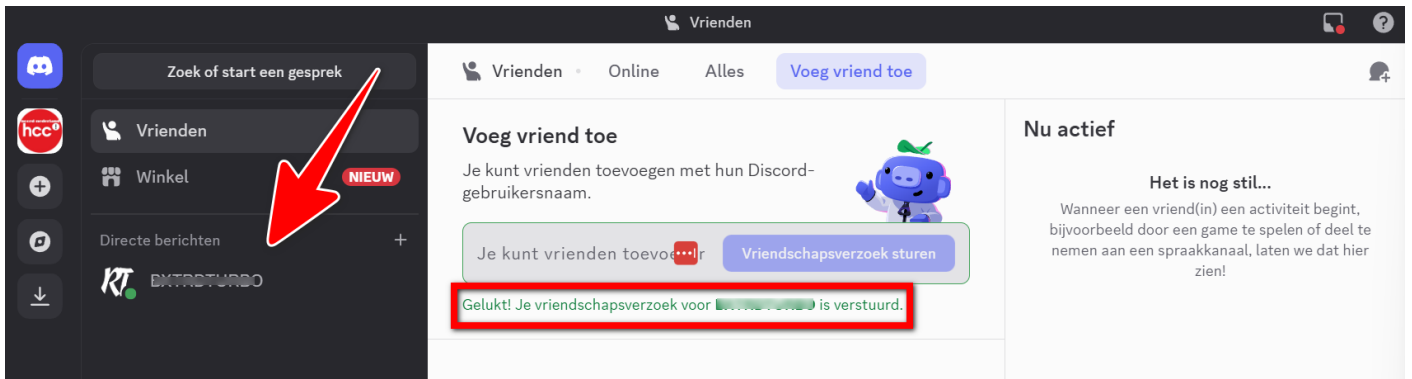 Vrienden
Zoek of start een gesprek
Vrienden
Winkel
NIEUW
Directe berichten
RT
hcc
Vrienden
Online
Alles
Voeg vriend toe
Voeg vriend toe
Je kunt vrienden toevoegen met hun Discord-
gebruikersnaam.
Je kunt vrienden toevoe r
Vriendschapsverzoek sturen
Gelukt! Je vriendschapsverzoek voor is verstuurd.
Nu actief
Het is nog stil...
Wanneer een vriend(in) een activiteit begint,
bijvoorbeeld door een game te spelen of deel te
nemen aan een spraakkanaal, laten we dat hier
zien!